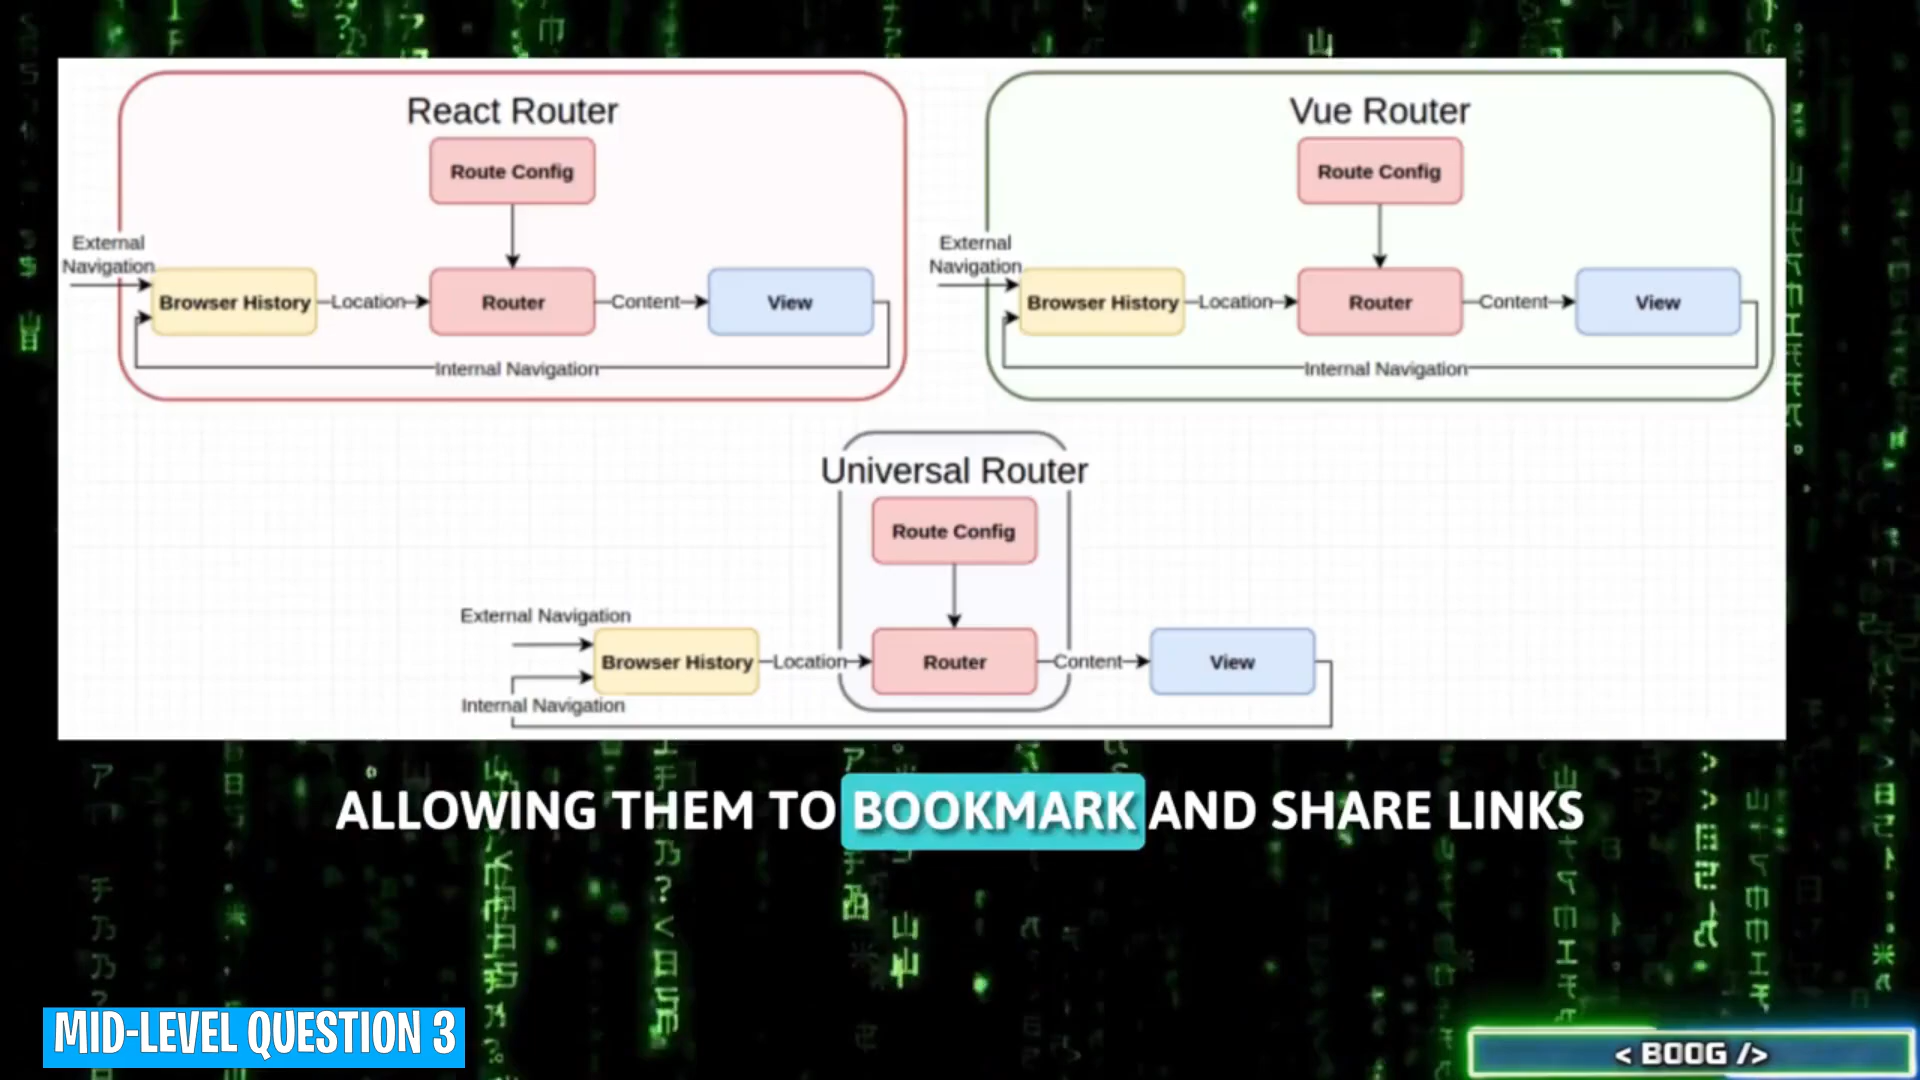 React Router
Route Config
External
Navigation
Browser History
Location
Router
Content
View
Internal Navigation
Vue Router
Route Config
External
Navigation
Browser History
Location
Router
Content
View
Internal Navigation
Universal Router
Route Config
External Navigation
Browser History
Location
Router
Content
View
Internal Navigation
ALLOWING THEM TO BOOKMARK AND SHARE LINKS
MID-LEVEL QUESTION 3
< BOOG />